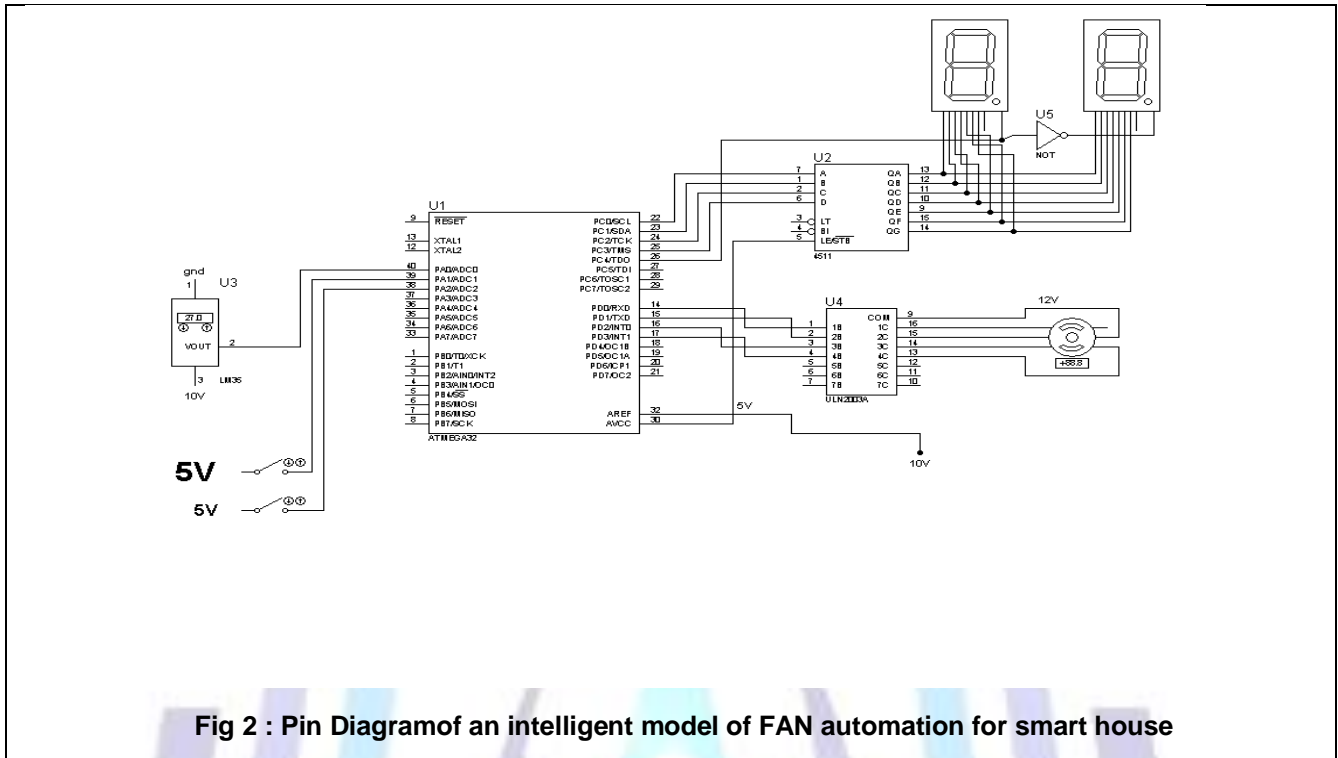 U5
NOT
U2
7 A QA 13
1 B QB 12
2 C QC 11
6 D QD 10
QE 9
3 LT QF 15
4 BI QG 14
5 LE/STB
4511
U1
9 RESET PC0/SCL 22
PC1/SDA 23
13 XTAL1 PC2/TCK 24
12 XTAL2 PC3/TMS 25
PC4/TDO 26
40 PA0/ADC0 PC5/TDI 27
39 PA1/ADC1 PC6/TOSC1 28
38 PA2/ADC2 PC7/TOSC2 29
37 PA3/ADC3
36 PA4/ADC4 PD0/RXD 14
35 PA5/ADC5 PD1/TXD 15
34 PA6/ADC6 PD2/INT0 16
33 PA7/ADC7 PD3/INT1 17
PD4/OC1B 18
1 PB0/T0/XCK PD5/OC1A 19
2 PB1/T1 PD6/ICP1 20
3 PB2/AIN0/INT2 PD7/OC2 21
4 PB3/AIN1/OC0
5 PB4/SS
6 PB5/MOSI
7 PB6/MISO AREF 32
8 PB7/SCK AVCC 30
ATMEGA32
gnd
1 U3
27.0
VOUT 2
3 LM35
10V
U4
12V
COM 9
1 1B 1C 16
2 2B 2C 15
3 3B 3C 14
4 4B 4C 13
5 5B 5C 12
6 6B 6C 11
7 7B 7C 10
ULN2003A
+88.8
5V
10V
5V
5V
Fig 2 : Pin Diagramof an intelligent model of FAN automation for smart house